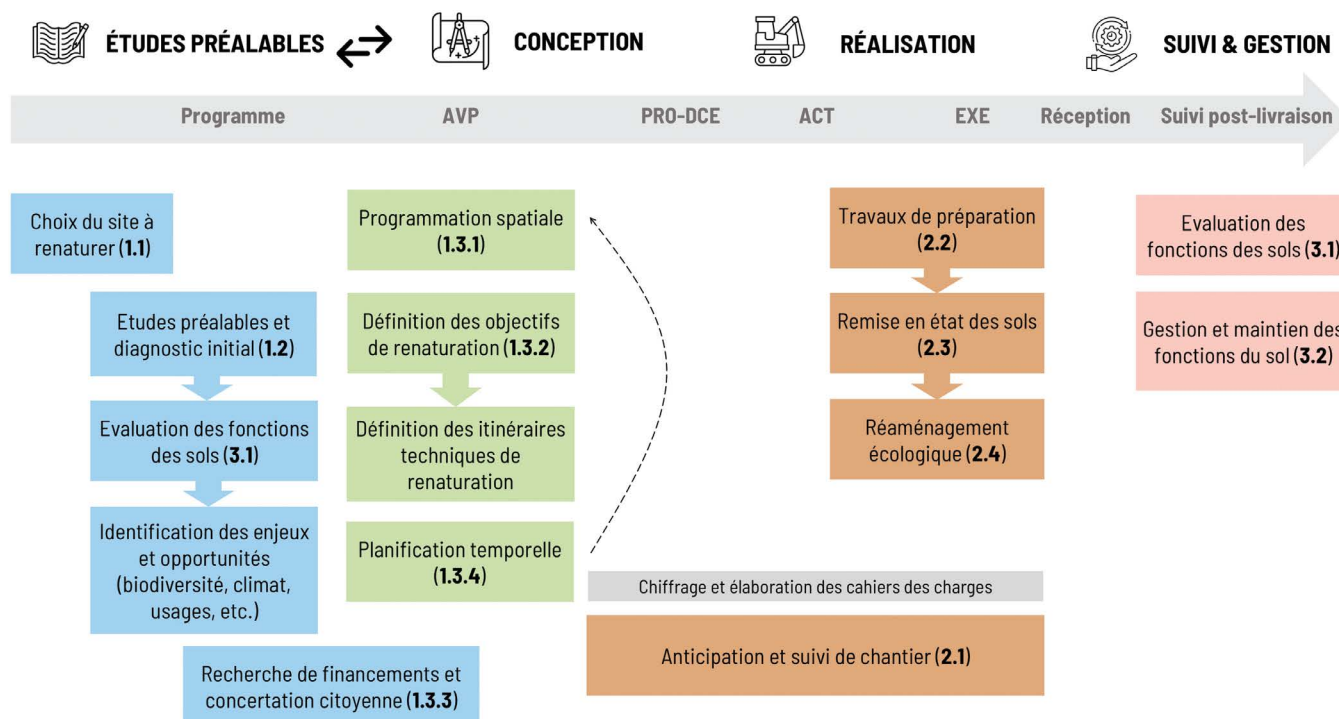 ÉTUDES PRÉALABLES
CONCEPTION
RÉALISATION
SUIVI & GESTION
Programme
AVP
PRO-DCE
ACT
EXE
Réception
Suivi post-livraison
Choix du site à
renaturer (1.1)
Etudes préalables et
diagnostic initial (1.2)
Evaluation des fonctions
des sols (3.1)
Identification des enjeux
et opportunités
(biodiversité, climat,
usages, etc.)
Recherche de financements et
concertation citoyenne (1.3.3)
Programmation spatiale
(1.3.1)
Définition des objectifs
de renaturation (1.3.2)
Définition des itinéraires
techniques de
renaturation
Planification temporelle
(1.3.4)
Chiffrage et élaboration des cahiers des charges
Anticipation et suivi de chantier (2.1)
Travaux de préparation
(2.2)
Remise en état des sols
(2.3)
Réaménagement
écologique (2.4)
Evaluation des
fonctions des sols (3.1)
Gestion et maintien des
fonctions du sol (3.2)